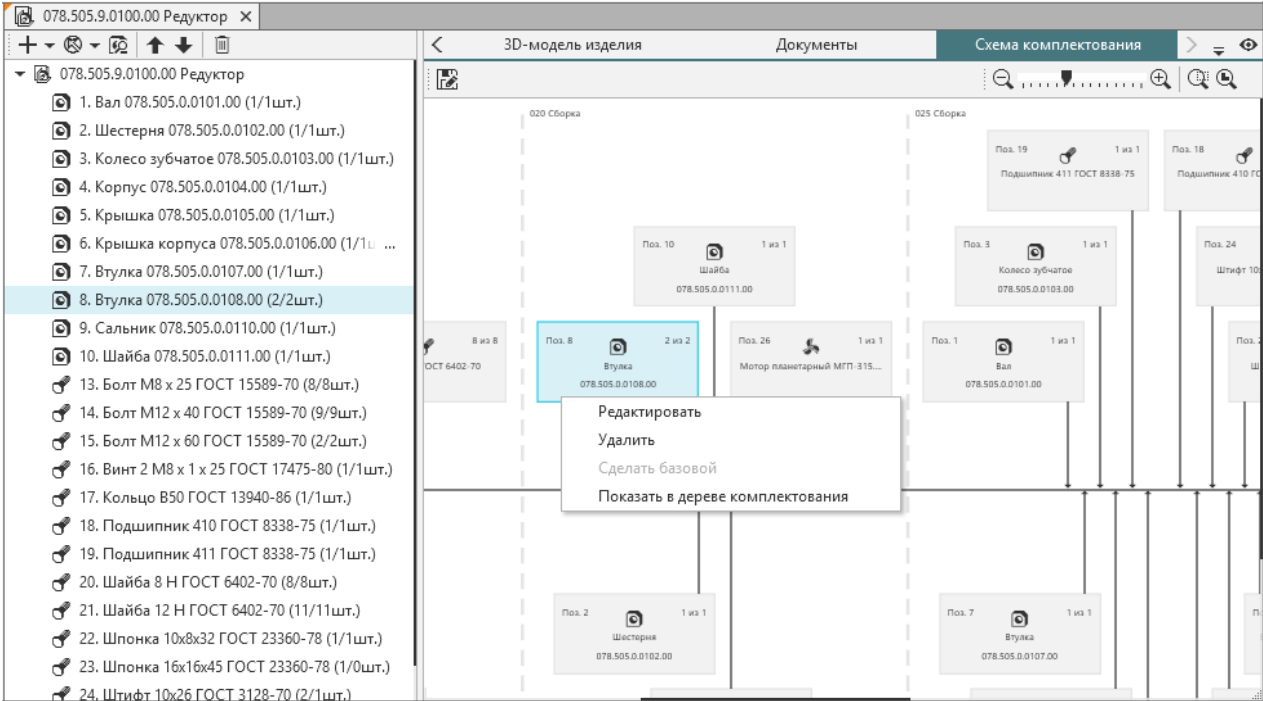 078.505.9.0100.00 Редуктор
078.505.9.0100.00 Редуктор
1. Вал 078.505.0.0101.00 (1/1шт.)
2. Шестерня 078.505.0.0102.00 (1/1шт.)
3. Колесо зубчатое 078.505.0.0103.00 (1/1шт.)
4. Корпус 078.505.0.0104.00 (1/1шт.)
5. Крышка 078.505.0.0105.00 (1/1шт.)
6. Крышка корпуса 078.505.0.0106.00 (1/1ш ...
7. Втулка 078.505.0.0107.00 (1/1шт.)
8. Втулка 078.505.0.0108.00 (2/2шт.)
9. Сальник 078.505.0.0110.00 (1/1шт.)
10. Шайба 078.505.0.0111.00 (1/1шт.)
13. Болт М8 х 25 ГОСТ 15589-70 (8/8шт.)
14. Болт М12 х 40 ГОСТ 15589-70 (9/9шт.)
15. Болт М12 х 60 ГОСТ 15589-70 (2/2шт.)
16. Винт 2 М8 х 1 х 25 ГОСТ 17475-80 (1/1шт.)
17. Кольцо В50 ГОСТ 13940-86 (1/1шт.)
18. Подшипник 410 ГОСТ 8338-75 (1/1шт.)
19. Подшипник 411 ГОСТ 8338-75 (1/1шт.)
20. Шайба 8 Н ГОСТ 6402-70 (8/8шт.)
21. Шайба 12 Н ГОСТ 6402-70 (11/11шт.)
22. Шпонка 10х8х32 ГОСТ 23360-78 (1/1шт.)
23. Шпонка 16х16х45 ГОСТ 23360-78 (1/0шт.)
24. Штифт 10х26 ГОСТ 3128-70 (2/1шт.)
3D-модель изделия
Документы
Схема комплектования
020 Сборка
025 Сборка
Поз. 19 1 из 1
Подшипник 411 ГОСТ 8338-75
Поз. 18
Подшипник 410 ГО
Поз. 10 1 из 1
Шайба
078.505.0.0111.00
Поз. 3 1 из 1
Колесо зубчатое
078.505.0.0103.00
Поз. 24
Штифт 10
8 из 8
ОСТ 6402-70
Поз. 8 2 из 2
Втулка
078.505.0.0108.00
Поз. 26 1 из 1
Мотор планетарный МГП-315...
Поз. 1 1 из 1
Вал
078.505.0.0101.00
Поз.
Редактировать
Удалить
Сделать базовой
Показать в дереве комплектования
Поз. 2 1 из 1
Шестерня
078.505.0.0102.00
Поз. 7 1 из 1
Втулка
078.505.0.0107.00